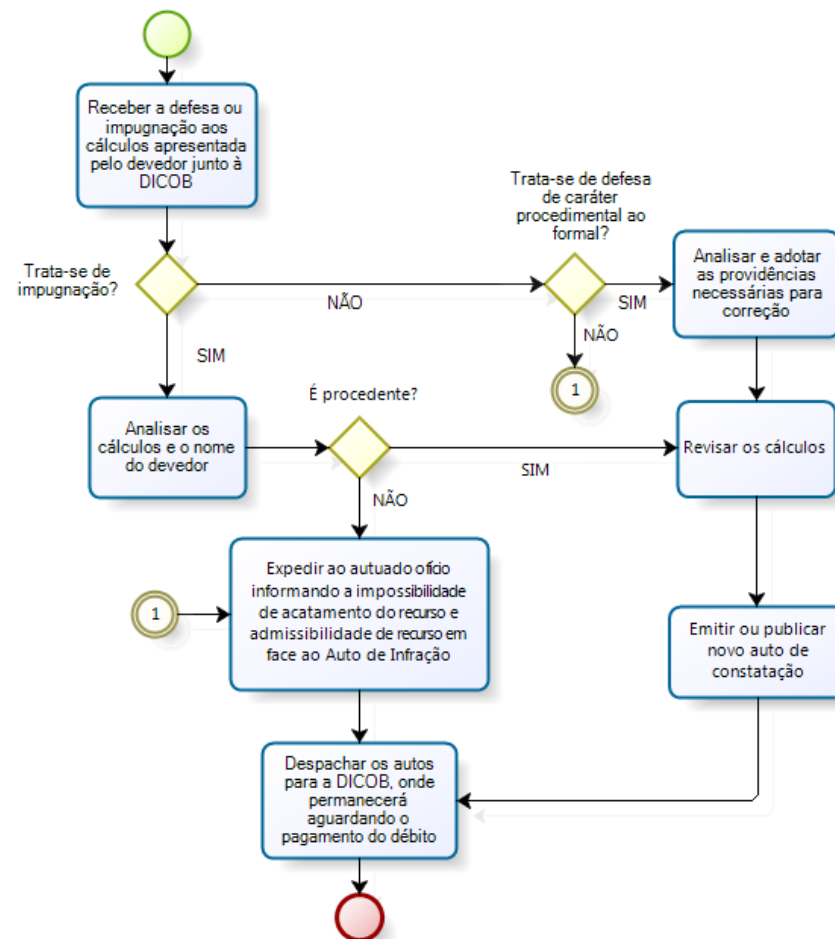 Receber a defesa ou
impugnação aos
cálculos apresentada
pelo devedor junto à
DICOB
Trata-se de
impugnação?
NÃO
SIM
Trata-se de defesa
de caráter
procedimental ao
formal?
SIM
NÃO
1
Analisar e adotar
as providências
necessárias para
correção
Analisar os
cálculos e o nome
do devedor
É procedente?
SIM
NÃO
Revisar os cálculos
1
Expedir ao autuado ofício
informando a impossibilidade
de acatamento do recurso e
admissibilidade de recurso em
face ao Auto de Infração
Emitir ou publicar
novo auto de
constatação
Despachar os autos
para a DICOB, onde
permanecerá
aguardando o
pagamento do débito